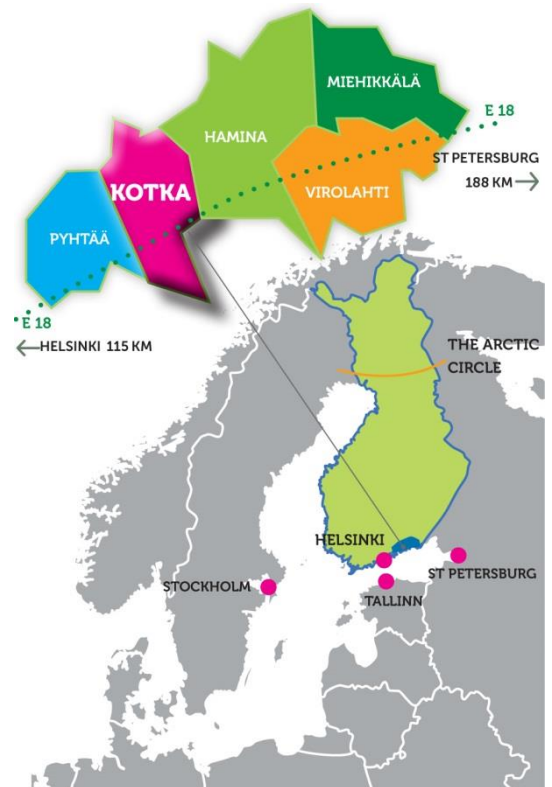 MIEHIKKÄLÄ
E 18
HAMINA
ST PETERSBURG
188 KM →
KOTKA
VIROLAHTI
PYHTÄÄ
E 18
← HELSINKI 115 KM
THE ARCTIC
CIRCLE
HELSINKI
ST PETERSBURG
STOCKHOLM
TALLINN